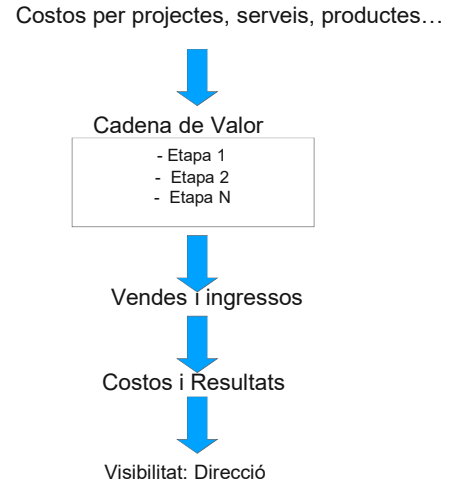 Costos per projectes, serveis, productes…
Cadena de Valor
- Etapa 1
- Etapa 2
- Etapa N
Vendes i ingressos
Costos i Resultats
Visibilitat: Direcció